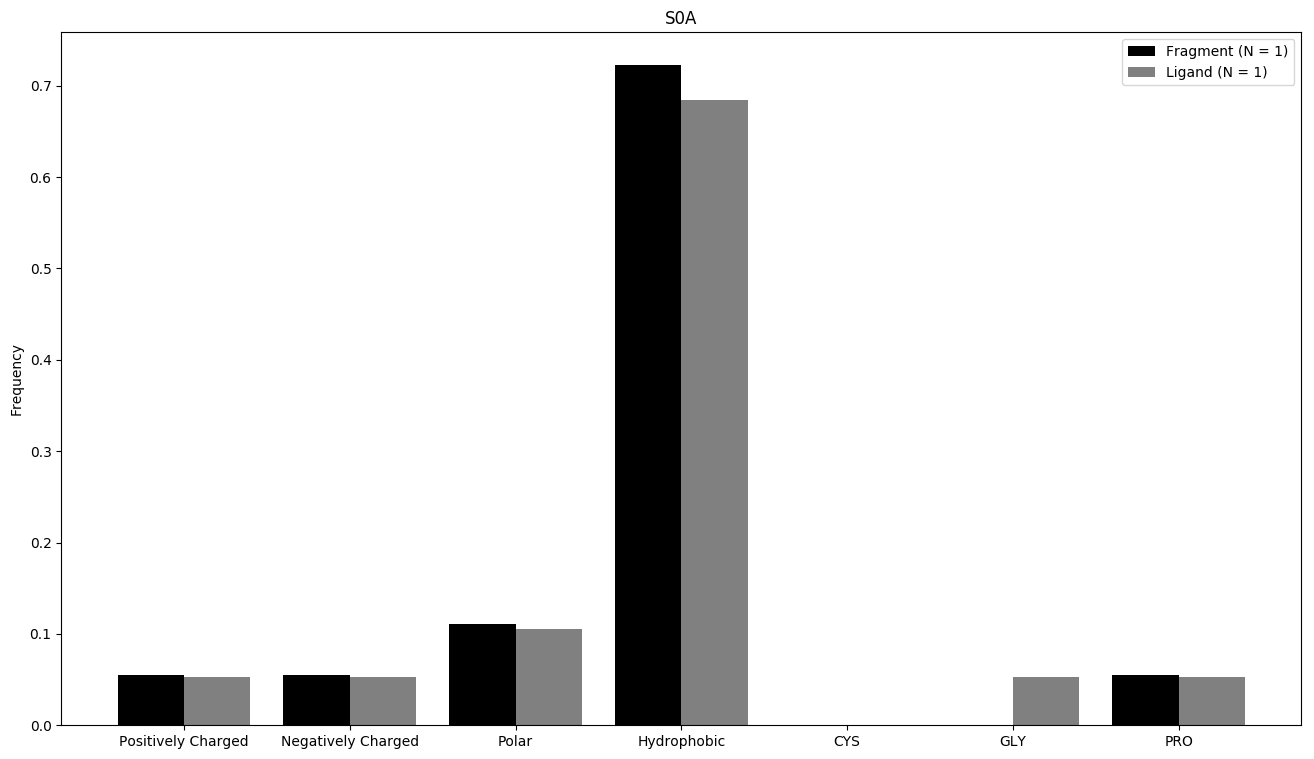 S0A
Fragment (N = 1)
Ligand (N = 1)
Frequency
0.7
0.6
0.5
0.4
0.3
0.2
0.1
0.0
Positively Charged Negatively Charged Polar Hydrophobic CYS GLY PRO